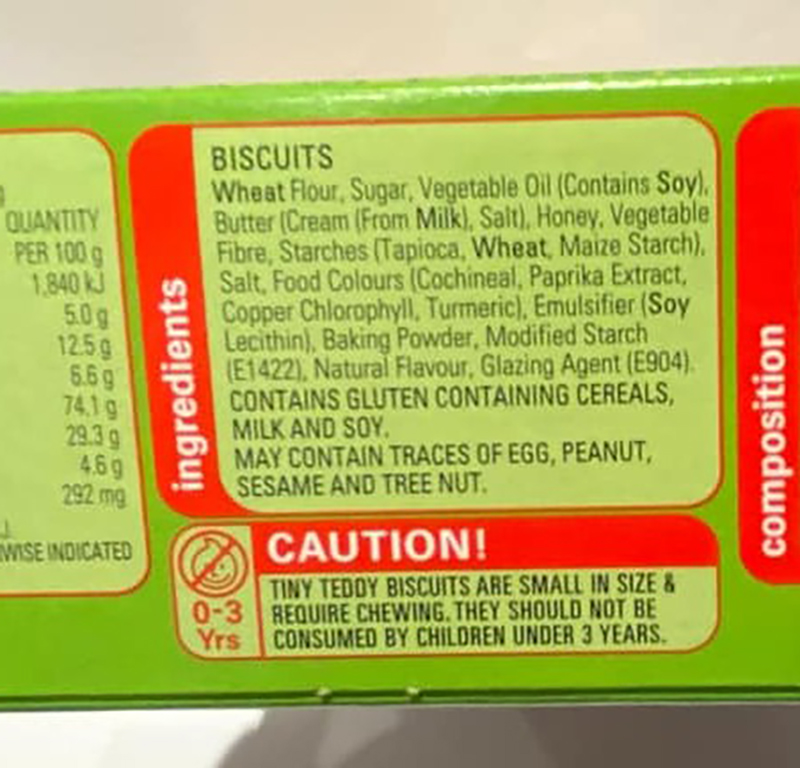 QUANTITY
PER 100 g
1,840 kJ
5.0 g
12.5 g
6.6 g
74.1 g
29.3 g
4.6 g
292 mg
WISE INDICATED
ingredients
BISCUITS
Wheat Flour, Sugar, Vegetable Oil (Contains Soy),
Butter (Cream (From Milk), Salt), Honey, Vegetable
Fibre, Starches (Tapioca, Wheat, Maize Starch),
Salt, Food Colours (Cochineal, Paprika Extract,
Copper Chlorophyll, Turmeric), Emulsifier (Soy
Lecithin), Baking Powder, Modified Starch
(E1422), Natural Flavour, Glazing Agent (E904).
CONTAINS GLUTEN CONTAINING CEREALS,
MILK AND SOY.
MAY CONTAIN TRACES OF EGG, PEANUT,
SESAME AND TREE NUT.
0-3
Yrs
CAUTION!
TINY TEDDY BISCUITS ARE SMALL IN SIZE &
REQUIRE CHEWING. THEY SHOULD NOT BE
CONSUMED BY CHILDREN UNDER 3 YEARS.
composition